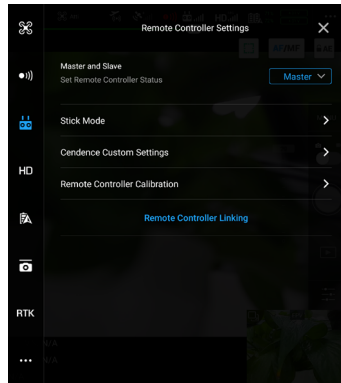 Remote Controller Settings
Master and Slave
Set Remote Controller Status
Master
Stick Mode
Cendence Custom Settings
HD
Remote Controller Calibration
Remote Controller Linking
RTK
N/A
N/A